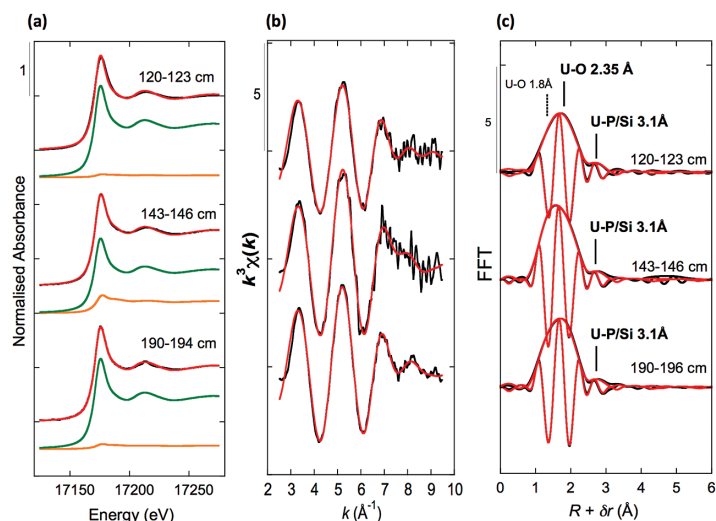 (a)
(b)
(c)
Normalised Absorbance
1
120-123 cm
143-146 cm
190-194 cm
17150
17200
17250
Energy (eV)
k³χ(k)
5
2
3
4
5
6
7
8
9
10
k (Å⁻¹)
FFT
5
U-O 1.8Å
U-O 2.35 Å
U-P/Si 3.1Å
120-123 cm
U-P/Si 3.1Å
143-146 cm
U-P/Si 3.1Å
190-196 cm
0
1
2
3
4
5
6
R + δr (Å)